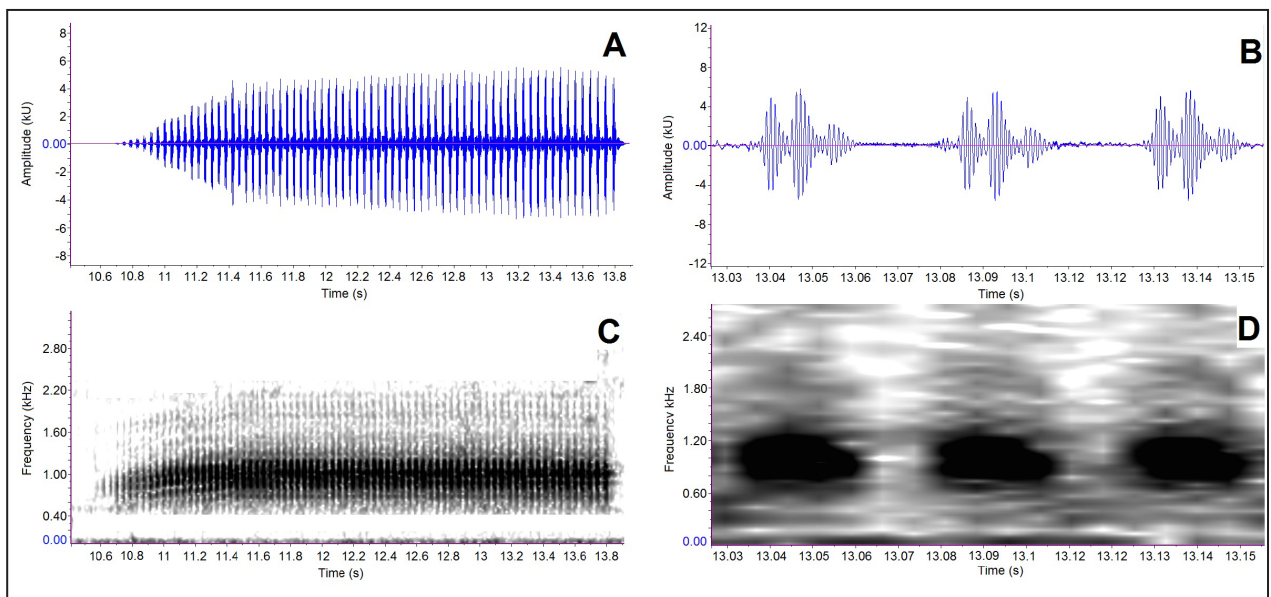 A
8
6
4
2
0.00
-2
-4
-6
-8
Amplitude (kU)
10.6 10.8 11 11.2 11.4 11.6 11.8 12 12.2 12.4 12.6 12.8 13 13.2 13.4 13.6 13.8
Time (s)
B
12
8
4
0.00
-4
-8
-12
Amplitude (kU)
13.03 13.04 13.05 13.06 13.07 13.08 13.09 13.1 13.12 13.12 13.13 13.14 13.15
Time (s)
C
2.80
2.20
1.60
1.00
0.40
0.00
Frequency (kHz)
10.6 10.8 11 11.2 11.4 11.6 11.8 12 12.2 12.4 12.6 12.8 13 13.2 13.4 13.6 13.8
Time (s)
D
2.40
1.80
1.20
0.60
0.00
Frequency kHz
13.03 13.04 13.05 13.06 13.07 13.08 13.09 13.1 13.12 13.12 13.13 13.14 13.15
Time (s)